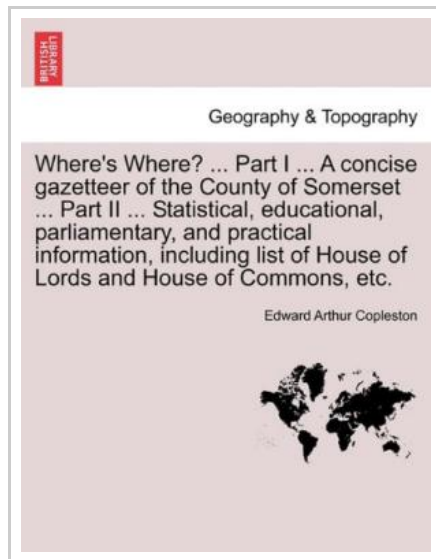 BRITISH
LIBRARY
Geography & Topography
Where's Where? ... Part I ... A concise
gazetteer of the County of Somerset
... Part II ... Statistical, educational,
parliamentary, and practical
information, including list of House of
Lords and House of Commons, etc.
Edward Arthur Copleston